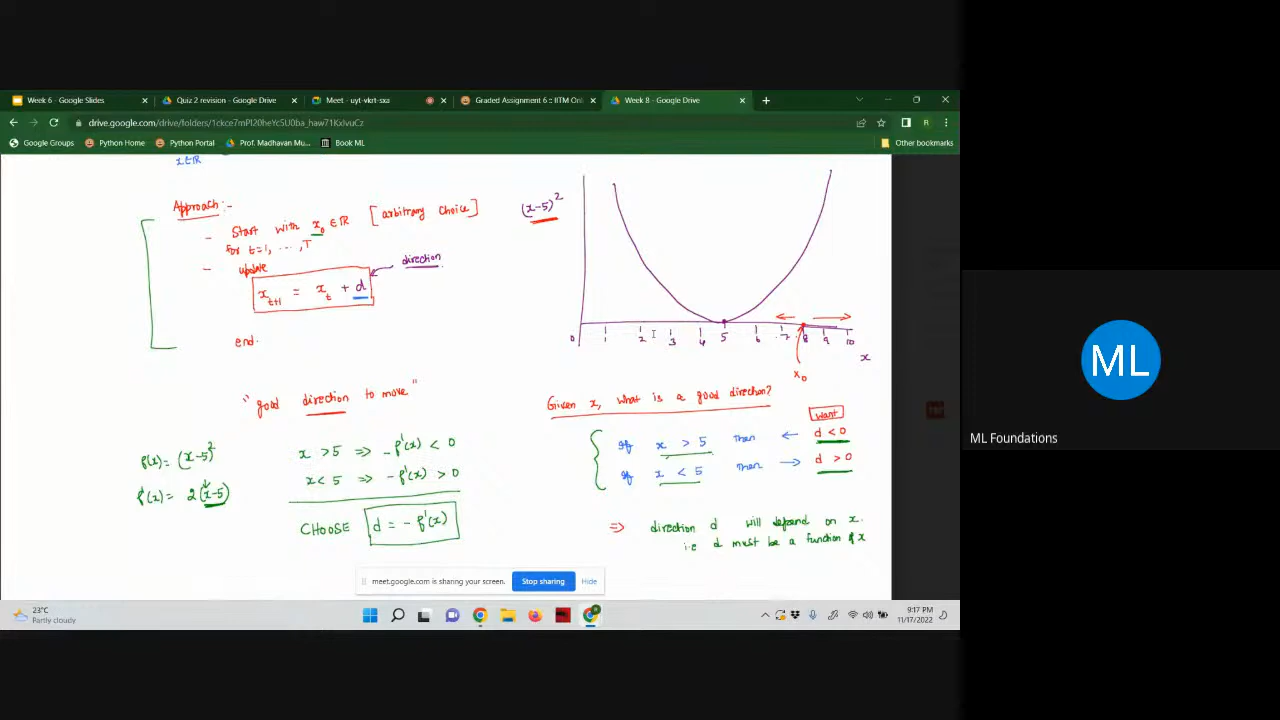 Week 6 - Google Slides
Quiz 2 revision - Google Drive
Meet - uyt-vkrt-sxa
Graded Assignment 6 :: IITM Onli
Week 8 - Google Drive
drive.google.com/drive/folders/1ckce7mPl20heYc5U0ba_haw71KxIvuCz
Google Groups
Python Home
Python Portal
Prof. Madhavan Mu...
Book ML
Other bookmarks
x∈ℝ
Approach :-
- Start with x₀ ∈ ℝ [arbitrary choice]
for t=1, ..., T
- update
direction
xₜ₊₁ = xₜ + d
end.
(x-5)²
0 1 2 3 4 5 6 7 8 9 10
x
x₀
"good direction to move"
Given x, what is a good direction?
want
If x > 5 then ← d < 0
If x < 5 then → d > 0
f(x) = (x-5)²
f'(x) = 2(x-5)
x > 5 ⇒ -f'(x) < 0
x < 5 ⇒ -f'(x) > 0
CHOOSE d = - f'(x)
⇒ direction d will depend on x.
i.e d must be a function of x
meet.google.com is sharing your screen.
Stop sharing
Hide
23°C
Partly cloudy
9:17 PM
11/17/2022
ML
ML Foundations